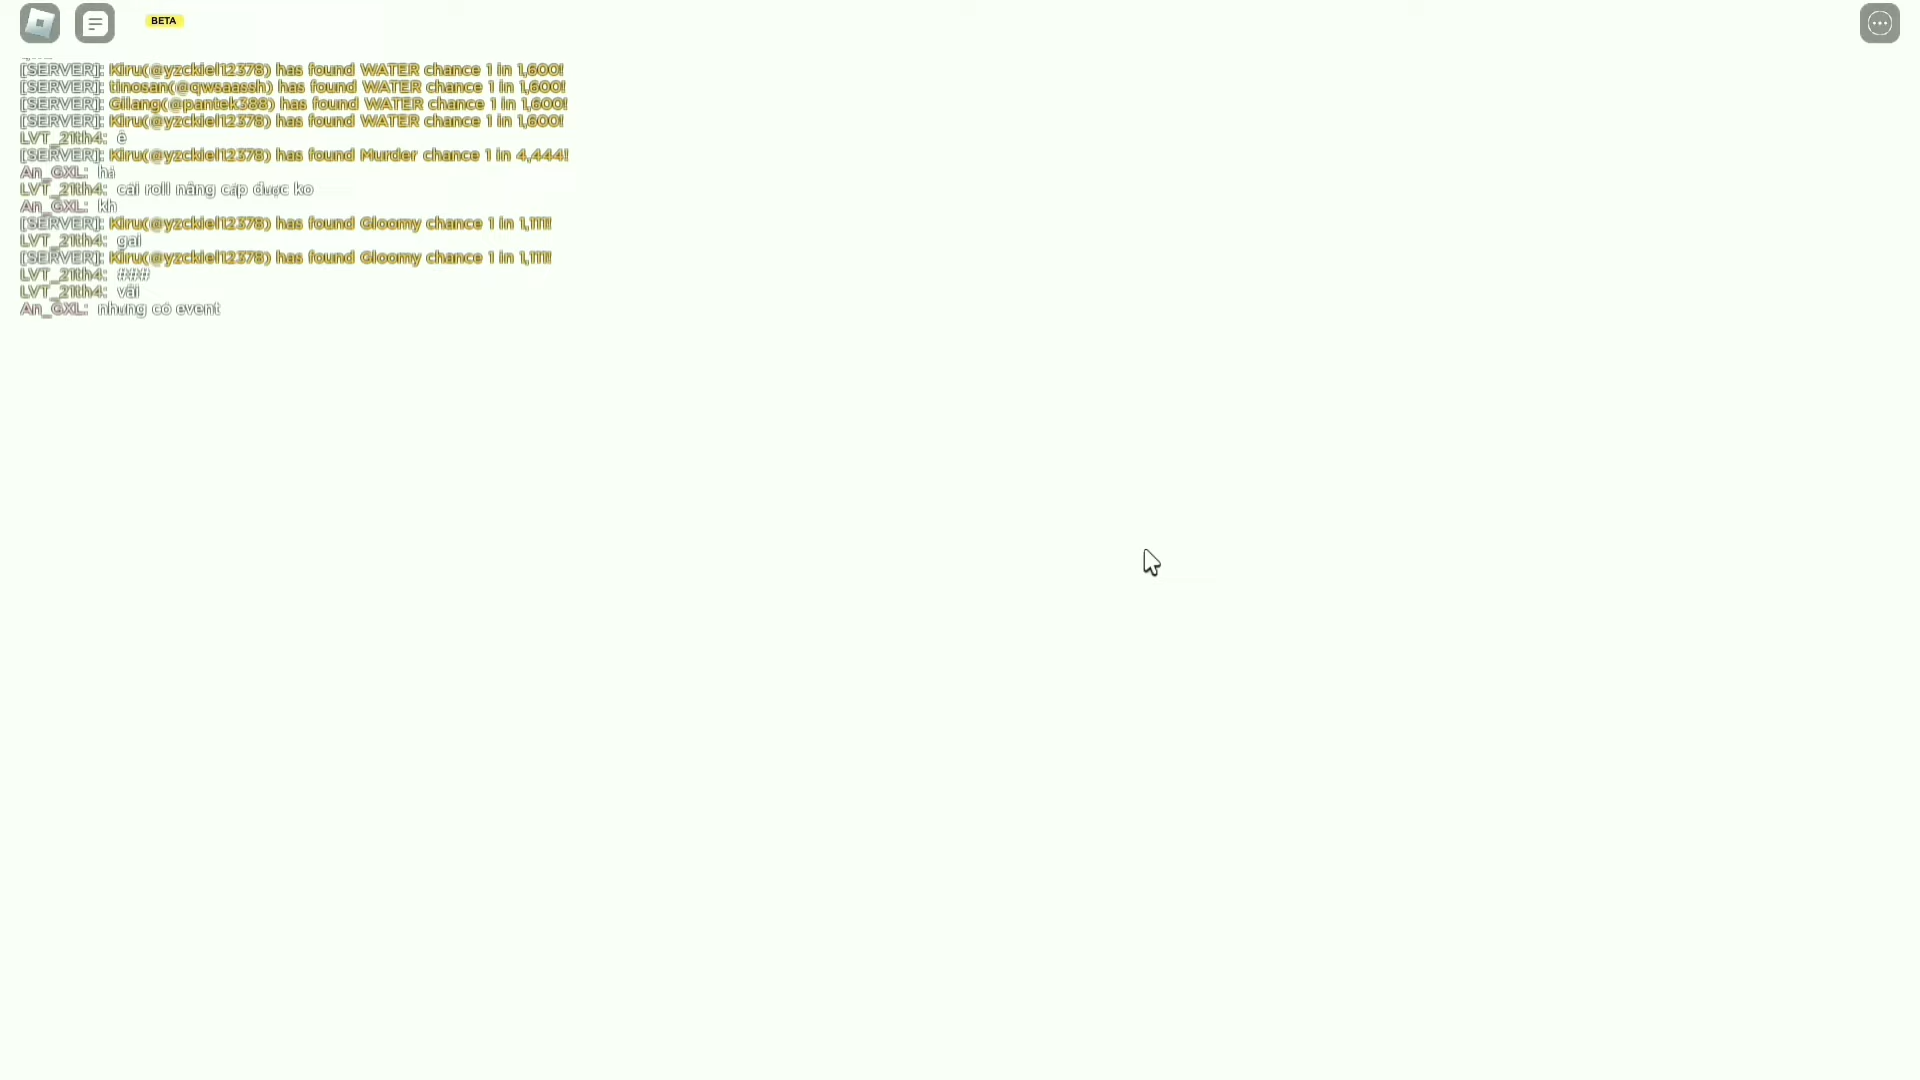 BETA
[SERVER]: Kiru(@yzckiel12378) has found WATER chance 1 in 1,600!
[SERVER]: tinosan(@qwsaassh) has found WATER chance 1 in 1,600!
[SERVER]: Gilang(@pantek388) has found WATER chance 1 in 1,600!
[SERVER]: Kiru(@yzckiel12378) has found WATER chance 1 in 1,600!
LVT_21th4: ê
[SERVER]: Kiru(@yzckiel12378) has found Murder chance 1 in 4,444!
An_GXL: hả
LVT_21th4: cái roll nâng cấp được ko
An_GXL: kh
[SERVER]: Kiru(@yzckiel12378) has found Gloomy chance 1 in 1,111!
LVT_21th4: gai
[SERVER]: Kiru(@yzckiel12378) has found Gloomy chance 1 in 1,111!
LVT_21th4: ###
LVT_21th4: vãi
An_GXL: nhưng có event